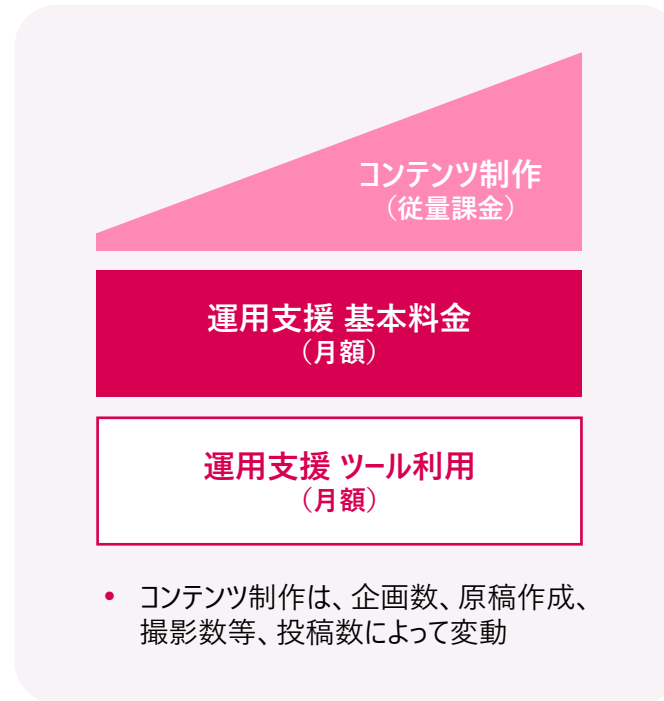 コンテンツ制作
（従量課金）
運用支援 基本料金
（月額）
運用支援 ツール利用
（月額）
• コンテンツ制作は、企画数、原稿作成、
撮影数等、投稿数によって変動